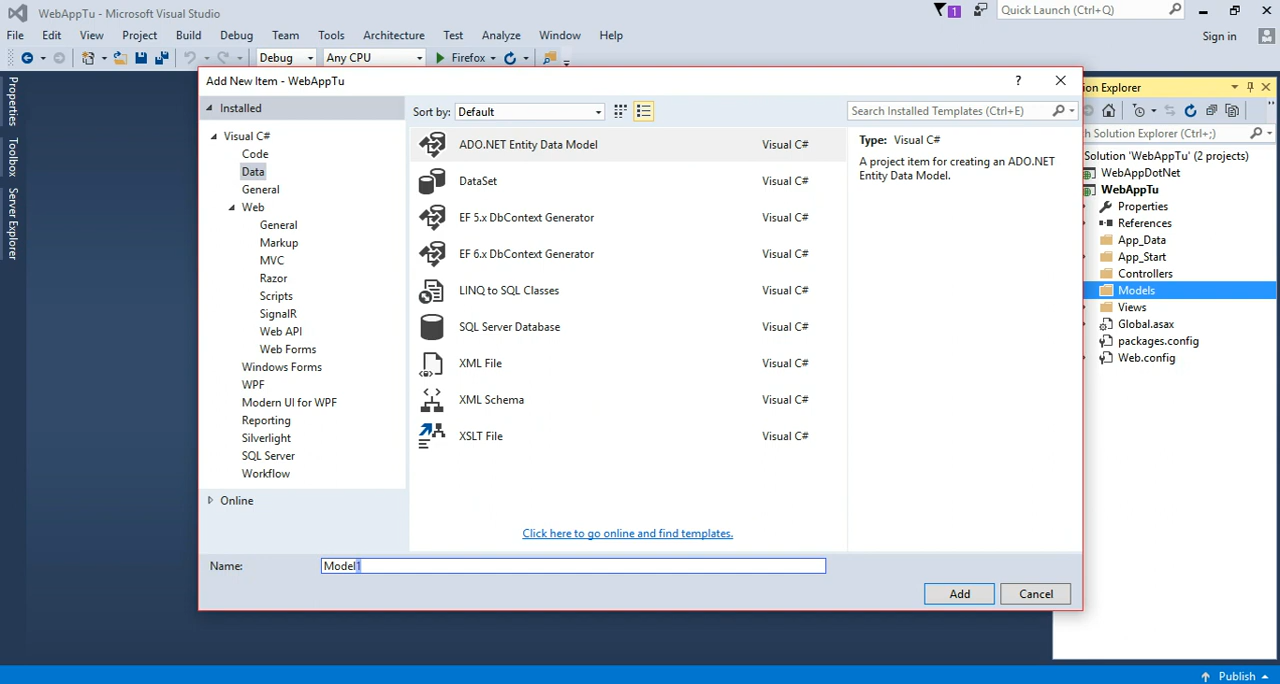 WebAppTu - Microsoft Visual Studio
1
Quick Launch (Ctrl+Q)
File Edit View Project Build Debug Team Tools Architecture Test Analyze Window Help
Sign in
Debug Any CPU Firefox
Properties
Toolbox
Server Explorer
Add New Item - WebAppTu
?
Installed
Sort by: Default
Search Installed Templates (Ctrl+E)
Visual C#
Code
Data
General
Web
General
Markup
MVC
Razor
Scripts
SignalR
Web API
Web Forms
Windows Forms
WPF
Modern UI for WPF
Reporting
Silverlight
SQL Server
Workflow
Online
ADO.NET Entity Data Model Visual C#
DataSet Visual C#
EF 5.x DbContext Generator Visual C#
EF 6.x DbContext Generator Visual C#
LINQ to SQL Classes Visual C#
SQL Server Database Visual C#
XML File Visual C#
XML Schema Visual C#
XSLT File Visual C#
Click here to go online and find templates.
Type: Visual C#
A project item for creating an ADO.NET
Entity Data Model.
Name: Model1
Add Cancel
ion Explorer
h Solution Explorer (Ctrl+;)
Solution 'WebAppTu' (2 projects)
WebAppDotNet
WebAppTu
Properties
References
App_Data
App_Start
Controllers
Models
Views
Global.asax
packages.config
Web.config
Publish